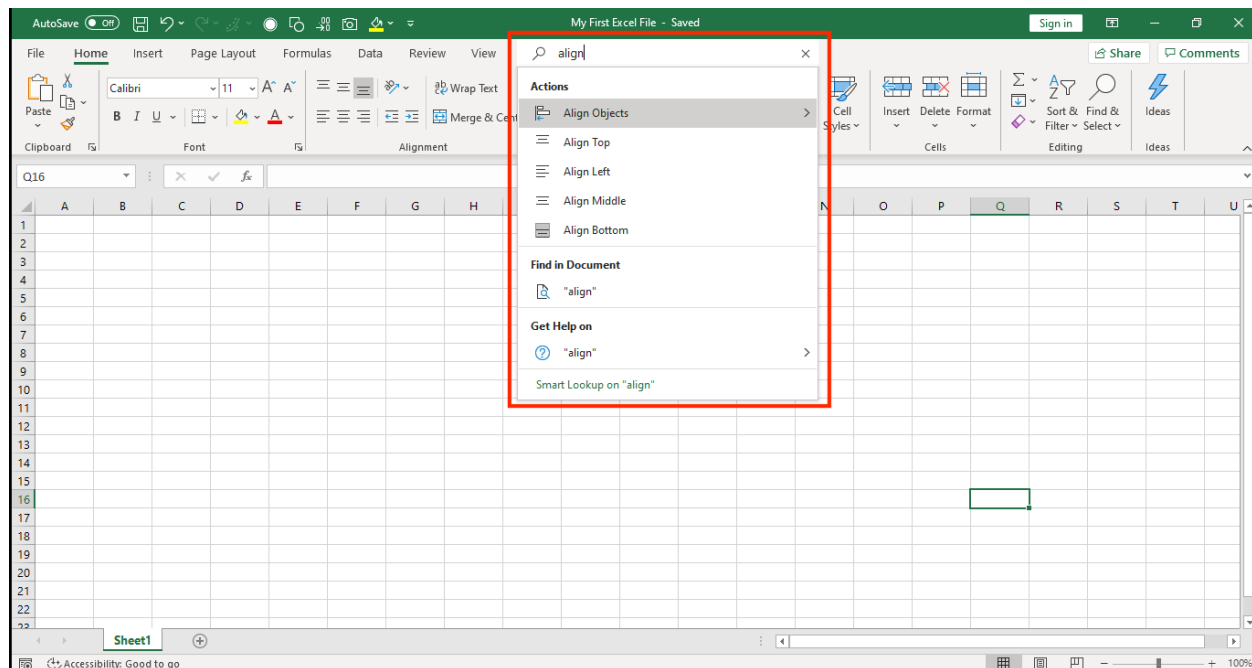 AutoSave Off My First Excel File - Saved Sign in
File Home Insert Page Layout Formulas Data Review View align Share Comments
Paste
Clipboard
Calibri 11 A^ A˅
B I U A
Font
ab Wrap Text
Merge & Cen
Alignment
Cell
Styles
Insert Delete Format
Cells
Σ
A
Z
Sort & Find &
Filter Select
Editing
Ideas
Ideas
Actions
Align Objects
Align Top
Align Left
Align Middle
Align Bottom
Find in Document
"align"
Get Help on
"align"
Smart Lookup on "align"
Q16 fx
A B C D E F G H N O P Q R S T U
1
2
3
4
5
6
7
8
9
10
11
12
13
14
15
16
17
18
19
20
21
22
23
Sheet1
Accessibility: Good to go 100%